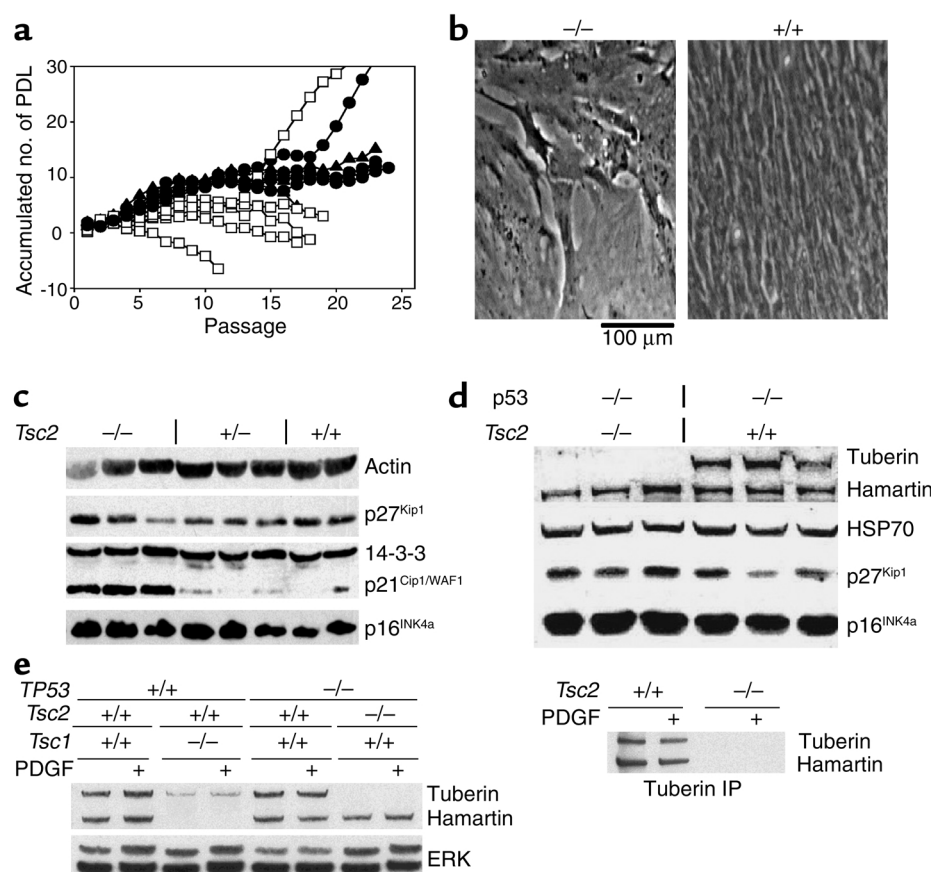 a
Accumulated no. of PDL
30
20
10
0
-10
0 5 10 15 20 25
Passage
b
–/– +/+
100 µm
c
Tsc2 –/– +/– +/+
Actin
p27Kip1
14-3-3
p21Cip1/WAF1
p16INK4a
d
p53 –/– –/–
Tsc2 –/– +/+
Tuberin
Hamartin
HSP70
p27Kip1
p16INK4a
e
TP53 +/+ –/–
Tsc2 +/+ +/+ +/+ –/–
Tsc1 +/+ –/– +/+ +/+
PDGF + + + +
Tuberin
Hamartin
ERK
Tsc2 +/+ –/–
PDGF + +
Tuberin
Hamartin
Tuberin IP